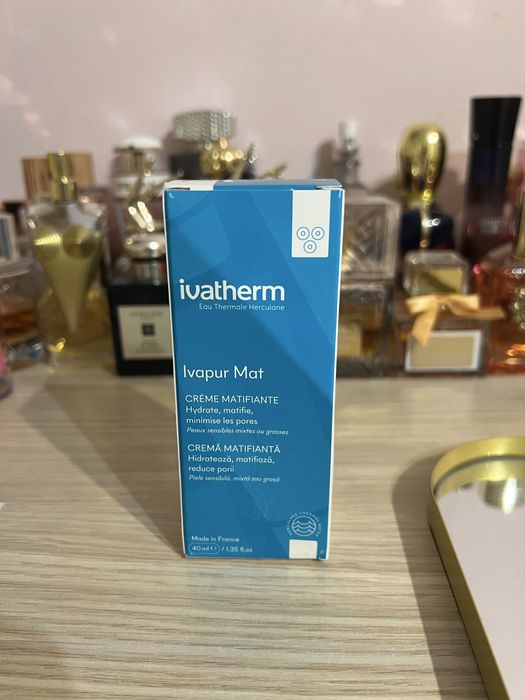 ivatherm
Eau Thermale Herculane
Ivapur Mat
CRÈME MATIFIANTE
Hydrate, matifie,
minimise les pores
Peaux sensibles mixtes ou grasses
CREMĂ MATIFIANTĂ
Hidratează, matifiază,
reduce porii
Piele sensibilă, mixtă sau grasă
Made in France
40 ml ℮ / 1.35 fl.oz